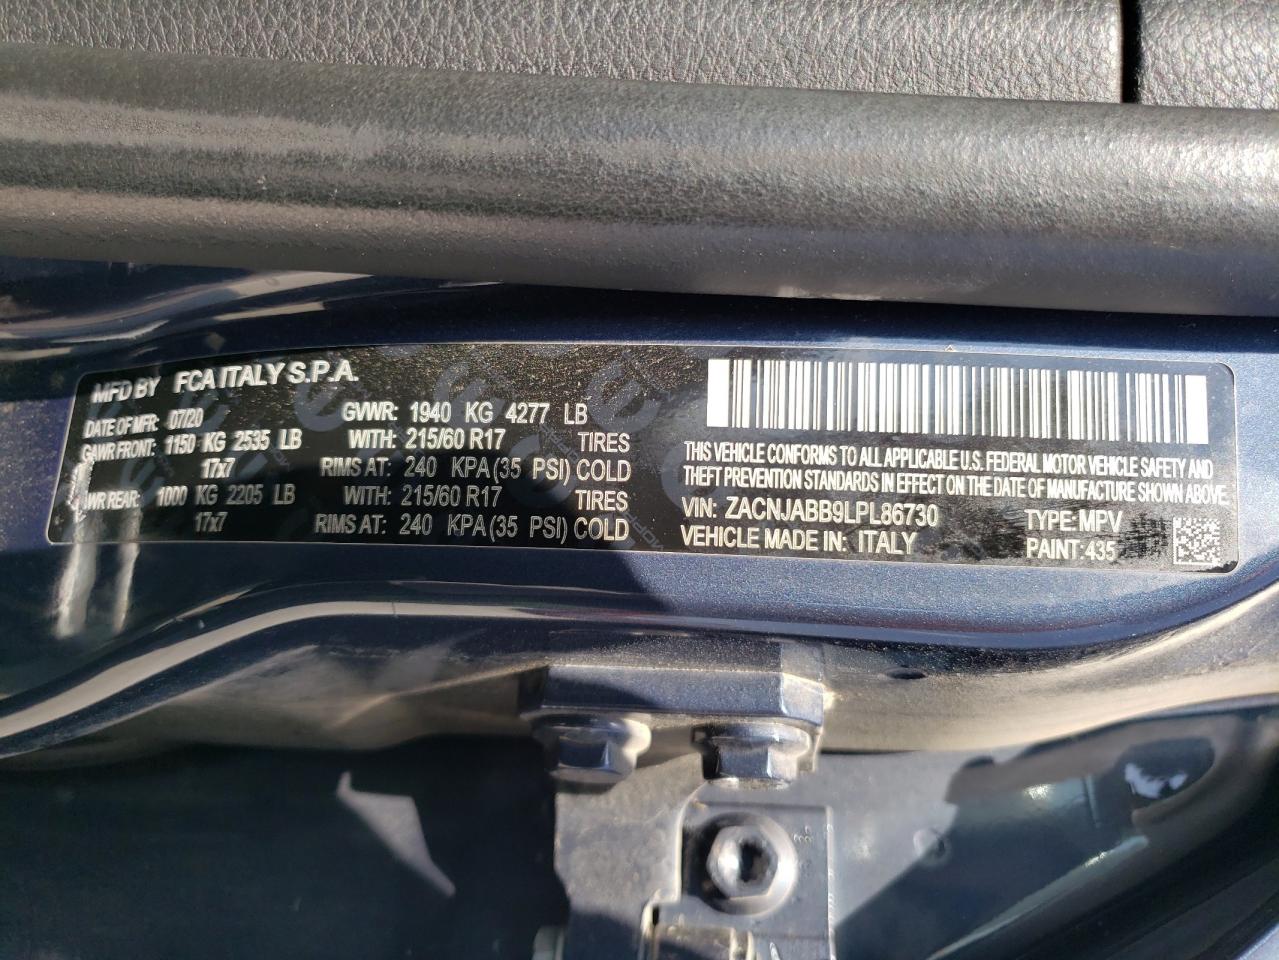 MFD BY FCA ITALY S.P.A.
DATE OF MFR: 07/20 GVWR: 1940 KG 4277 LB
GAWR FRONT: 1150 KG 2535 LB WITH: 215/60 R17 TIRES
17x7 RIMS AT: 240 KPA (35 PSI) COLD
WR REAR: 1000 KG 2205 LB WITH: 215/60 R17 TIRES
17x7 RIMS AT: 240 KPA (35 PSI) COLD
THIS VEHICLE CONFORMS TO ALL APPLICABLE U.S. FEDERAL MOTOR VEHICLE SAFETY AND
THEFT PREVENTION STANDARDS IN EFFECT ON THE DATE OF MANUFACTURE SHOWN ABOVE.
VIN: ZACNJABB9LPL86730 TYPE: MPV
VEHICLE MADE IN: ITALY PAINT: 435